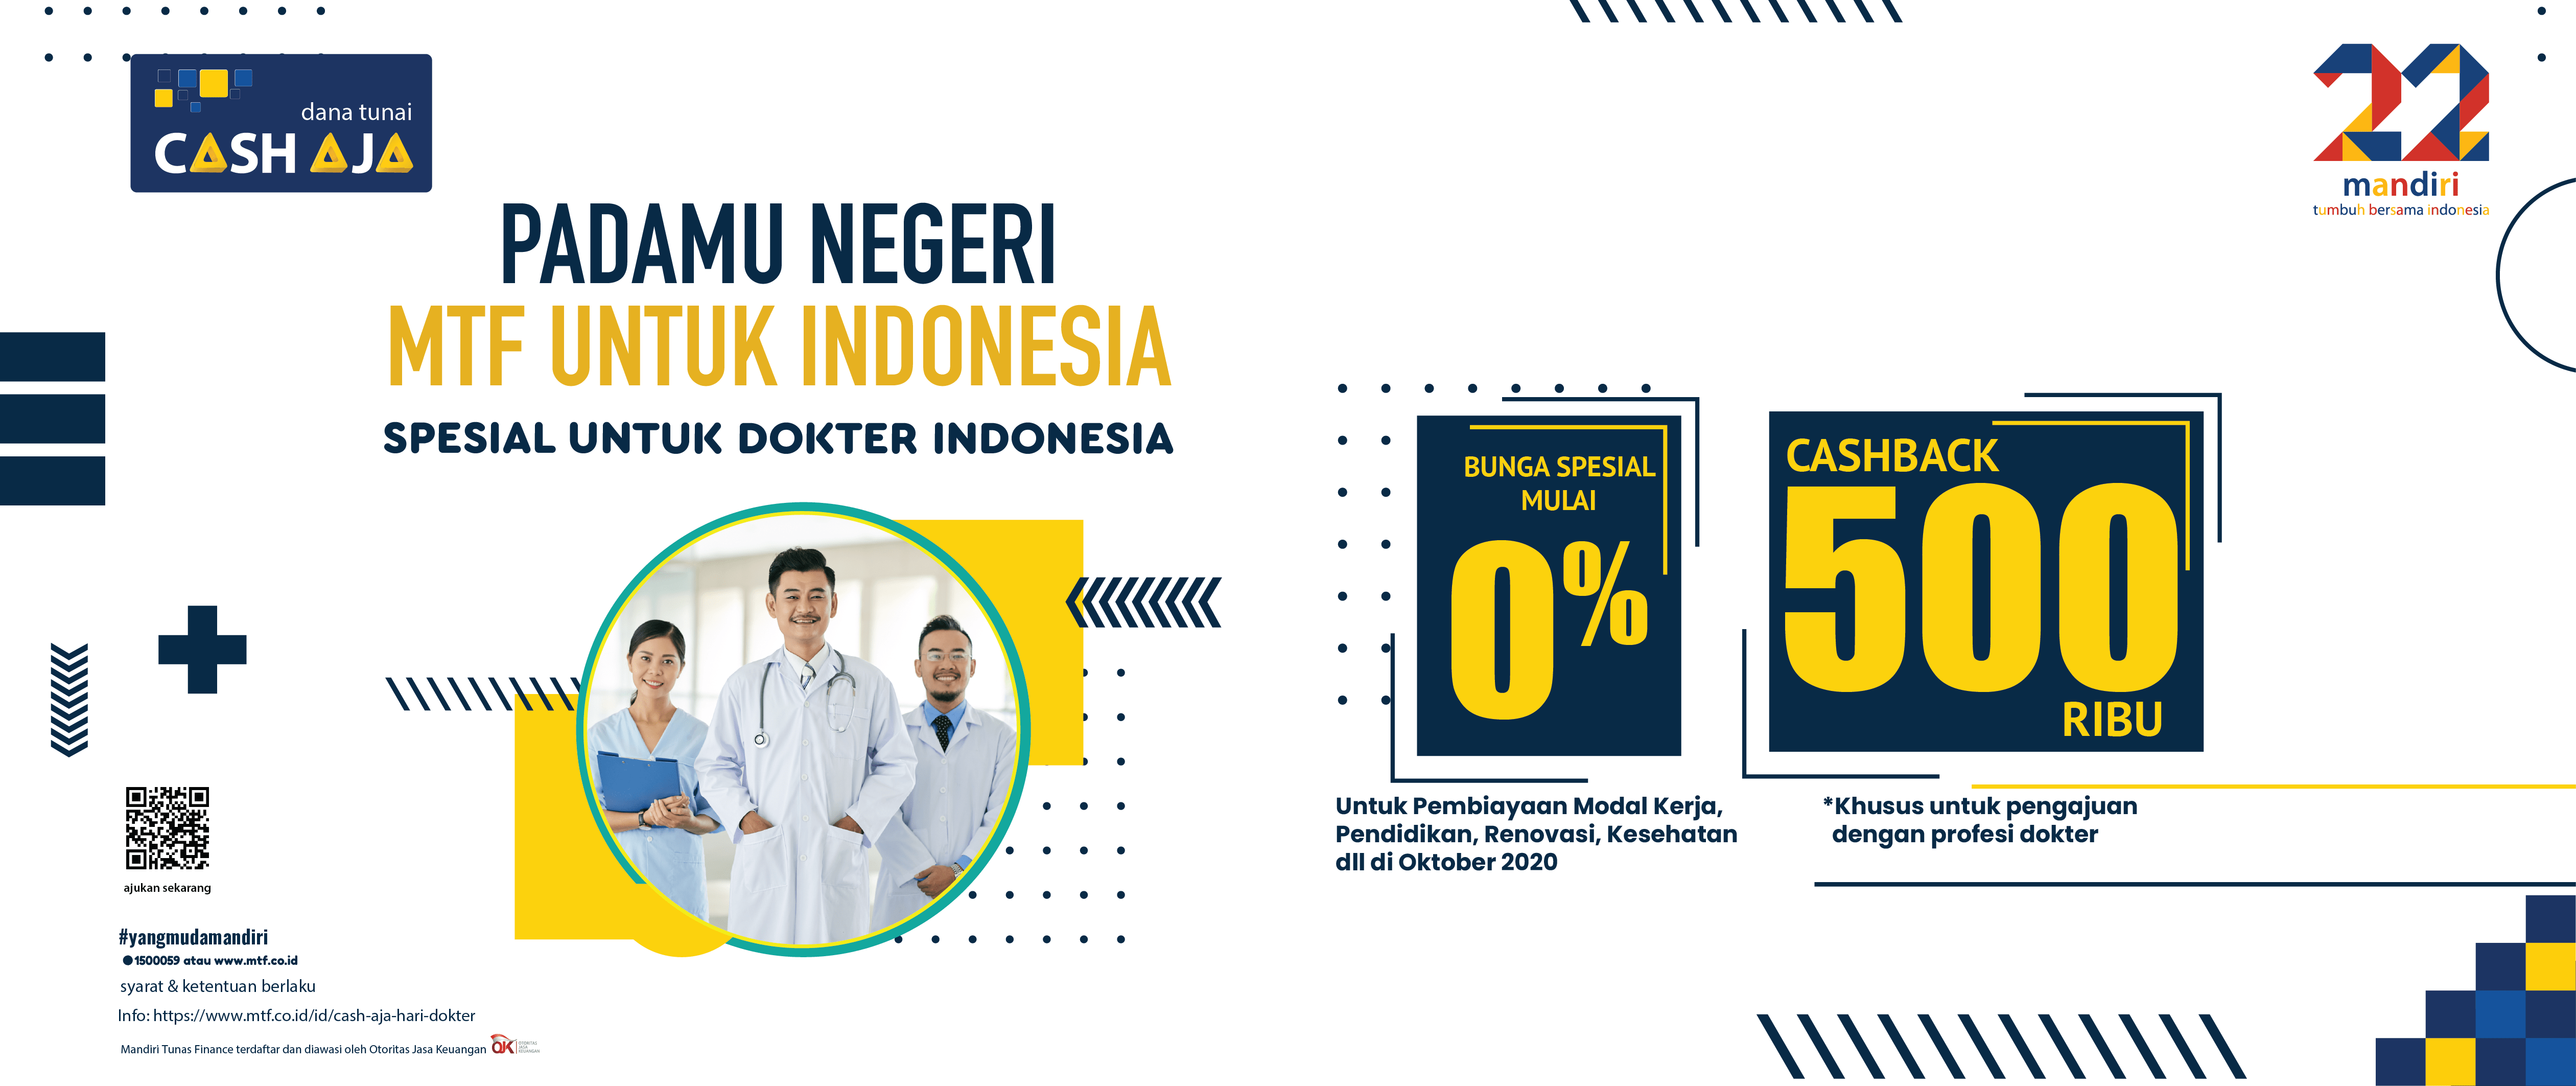 dana tunai
CASH AJA
22
mandiri
tumbuh bersama indonesia
PADAMU NEGERI
MTF UNTUK INDONESIA
SPESIAL UNTUK DOKTER INDONESIA
BUNGA SPESIAL
MULAI
0%
CASHBACK
500
RIBU
Untuk Pembiayaan Modal Kerja,
Pendidikan, Renovasi, Kesehatan
dll di Oktober 2020
*Khusus untuk pengajuan
dengan profesi dokter
ajukan sekarang
#yangmudamandiri
1500059 atau www.mtf.co.id
syarat & ketentuan berlaku
Info: https://www.mtf.co.id/id/cash-aja-hari-dokter
Mandiri Tunas Finance terdaftar dan diawasi oleh Otoritas Jasa Keuangan
OJK
OTORITAS
JASA
KEUANGAN